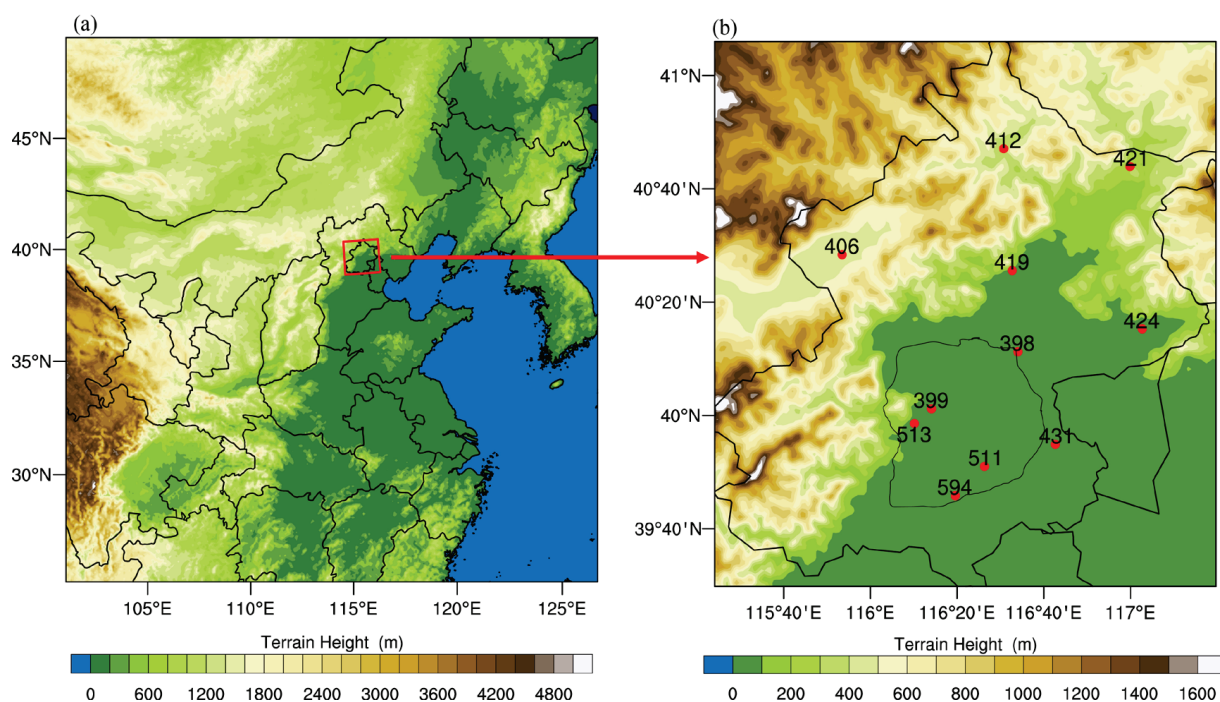 (a)
45°N
40°N
35°N
30°N
105°E 110°E 115°E 120°E 125°E
Terrain Height (m)
0 600 1200 1800 2400 3000 3600 4200 4800
(b)
41°N
40°40'N
40°20'N
40°N
39°40'N
412
421
406
419
424
398
399
513
431
511
594
115°40'E 116°E 116°20'E 116°40'E 117°E
Terrain Height (m)
0 200 400 600 800 1000 1200 1400 1600